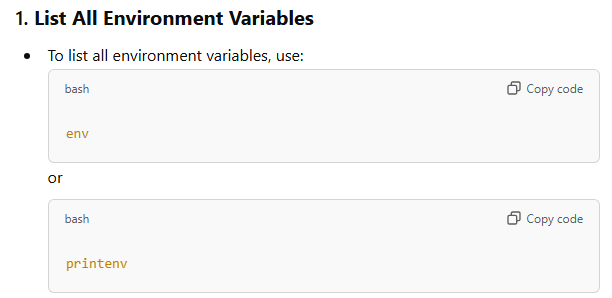 1. List All Environment Variables
• To list all environment variables, use:
bash Copy code
env
or
bash Copy code
printenv